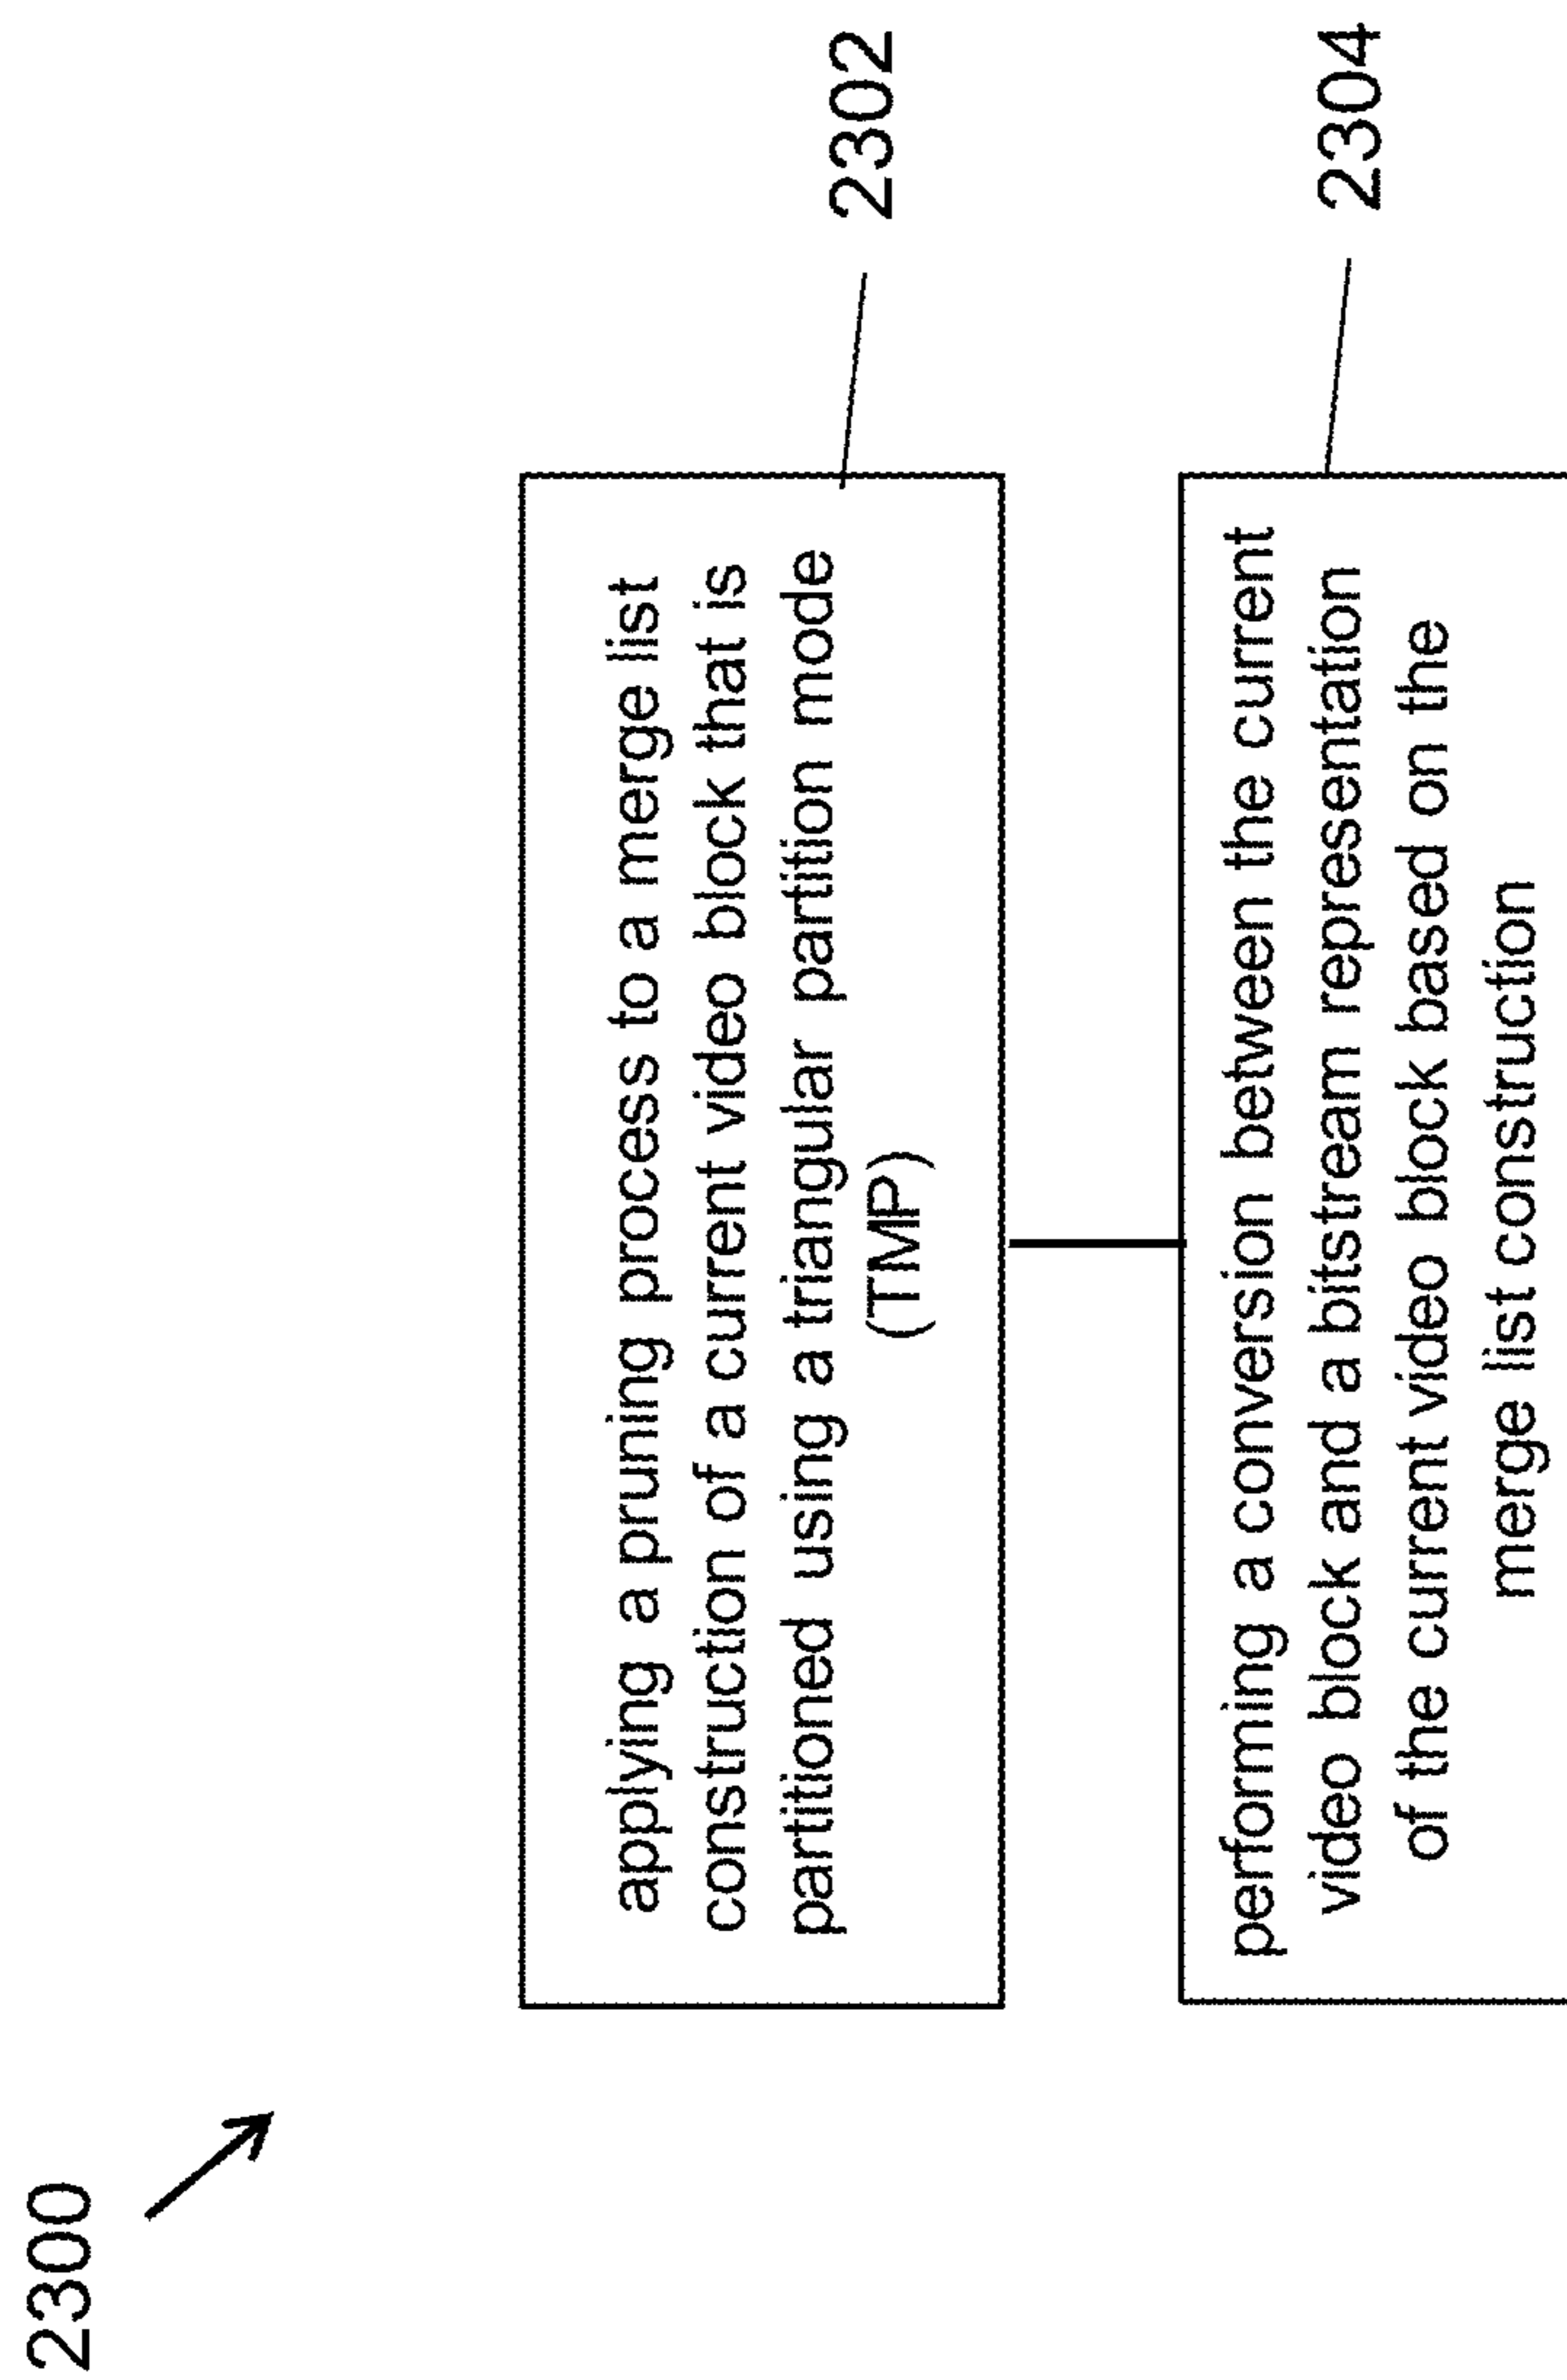 2300
applying a pruning process to a merge list
construction of a current video block that is
partitioned using a triangular partition mode
(TMP)
2302
performing a conversion between the current
video block and a bitstream representation
of the current video block based on the
merge list construction
2304